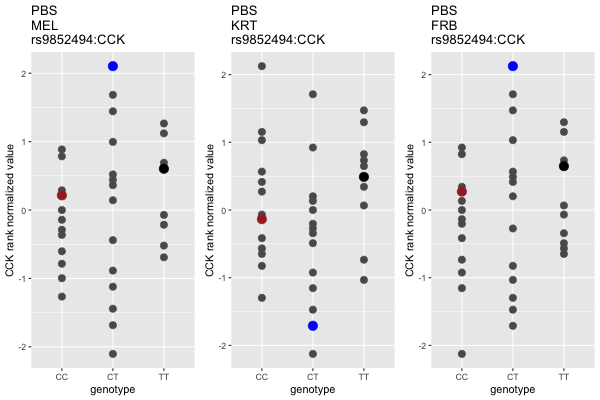 PBS
MEL
rs9852494:CCK
CCK rank normalized value
2
1
0
-1
-2
CC
CT
TT
genotype
PBS
KRT
rs9852494:CCK
CCK rank normalized value
2
1
0
-1
-2
CC
CT
TT
genotype
PBS
FRB
rs9852494:CCK
CCK rank normalized value
2
1
0
-1
-2
CC
CT
TT
genotype